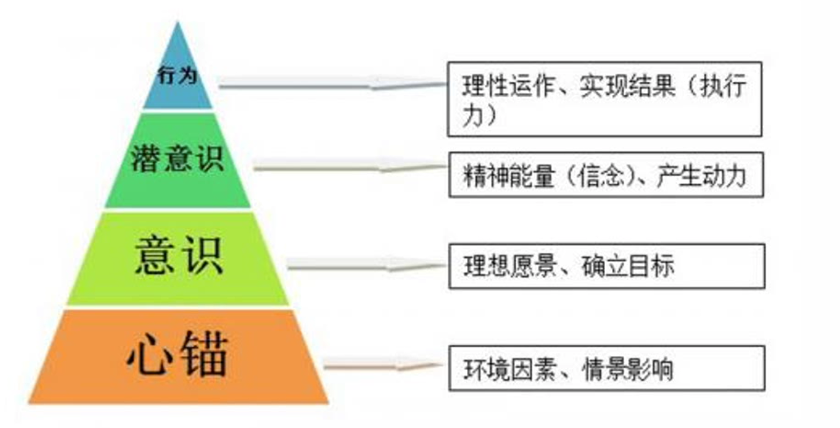 行为
理性运作、实现结果（执行
力）
潜意识
精神能量（信念）、产生动力
意识
理想愿景、确立目标
心锚
环境因素、情景影响